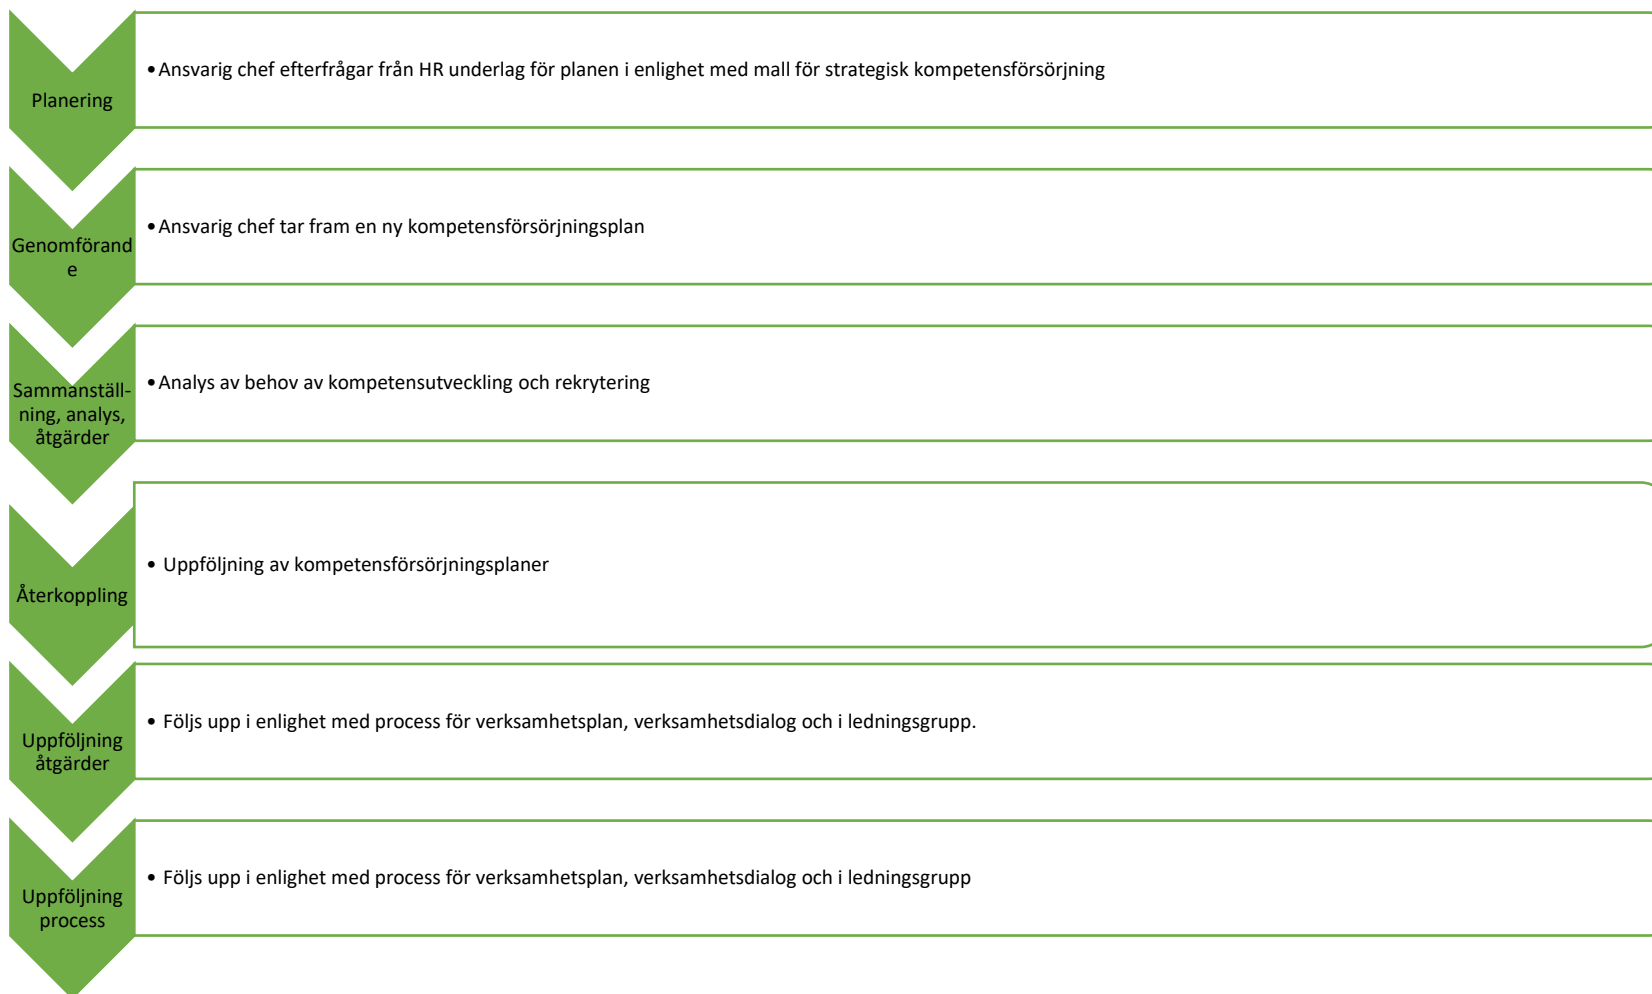 Planering
•Ansvarig chef efterfrågar från HR underlag för planen i enlighet med mall för strategisk kompetensförsörjning
Genomförand
e
•Ansvarig chef tar fram en ny kompetensförsörjningsplan
Sammanställ-
ning, analys,
åtgärder
•Analys av behov av kompetensutveckling och rekrytering
Återkoppling
• Uppföljning av kompetensförsörjningsplaner
Uppföljning
åtgärder
• Följs upp i enlighet med process för verksamhetsplan, verksamhetsdialog och i ledningsgrupp.
Uppföljning
process
• Följs upp i enlighet med process för verksamhetsplan, verksamhetsdialog och i ledningsgrupp